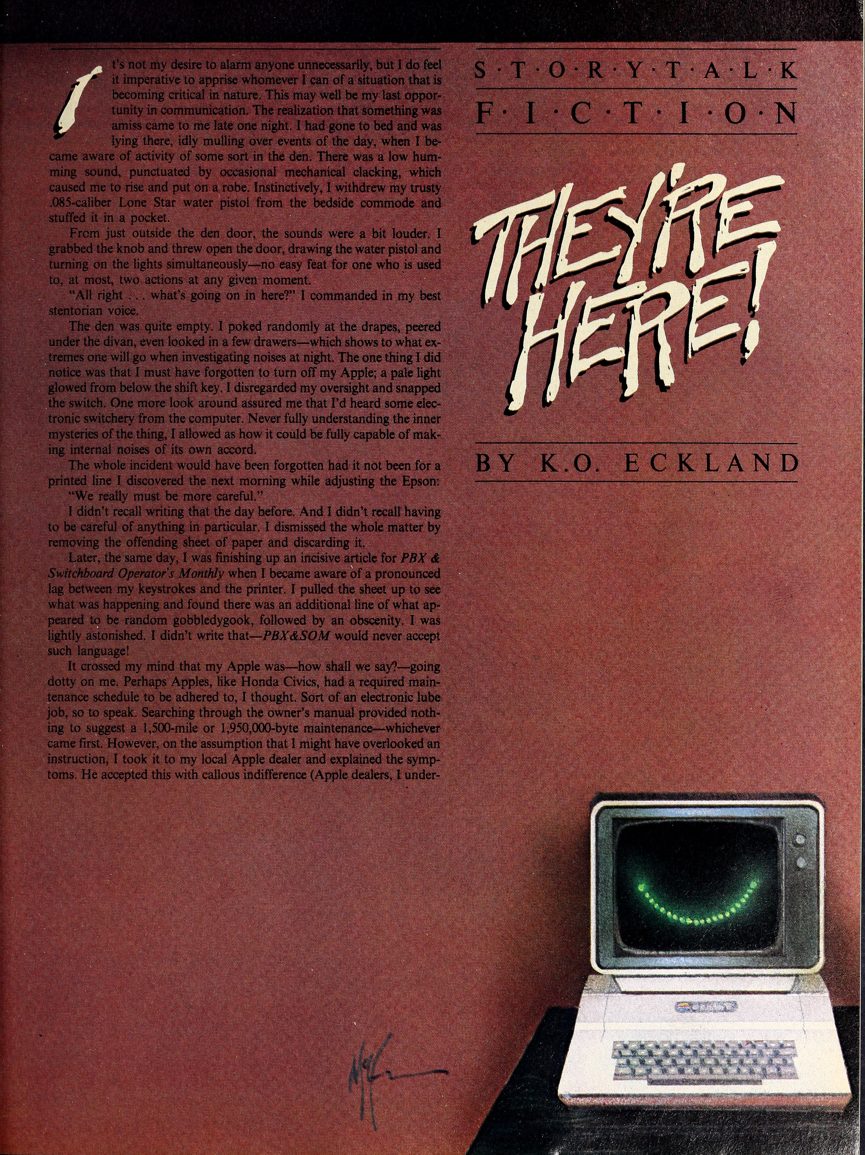 It's not my desire to alarm anyone unnecessarily, but I do feel
it imperative to apprise whomever I can of a situation that is
becoming critical in nature. This may well be my last oppor-
tunity in communication. The realization that something was
amiss came to me late one night. I had gone to bed and was
lying there, idly mulling over events of the day, when I be-
came aware of activity of some sort in the den. There was a low hum-
ming sound, punctuated by occasional mechanical clacking, which
caused me to rise and put on a robe. Instinctively, I withdrew my trusty
.085-caliber Lone Star water pistol from the bedside commode and
stuffed it in a pocket.
From just outside the den door, the sounds were a bit louder. I
grabbed the knob and threw open the door, drawing the water pistol and
turning on the lights simultaneously—no easy feat for one who is used
to, at most, two actions at any given moment.
“All right . . . what's going on in here?” I commanded in my best
stentorian voice.
The den was quite empty. I poked randomly at the drapes, peered
under the divan, even looked in a few drawers—which shows to what ex-
tremes one will go when investigating noises at night. The one thing I did
notice was that I must have forgotten to turn off my Apple; a pale light
glowed from below the shift key. I disregarded my oversight and snapped
the switch. One more look around assured me that I'd heard some elec-
tronic switchery from the computer. Never fully understanding the inner
mysteries of the thing, I allowed as how it could be fully capable of mak-
ing internal noises of its own accord.
The whole incident would have been forgotten had it not been for a
printed line I discovered the next morning while adjusting the Epson:
“We really must be more careful.”
I didn't recall writing that the day before. And I didn't recall having
to be careful of anything in particular. I dismissed the whole matter by
removing the offending sheet of paper and discarding it.
Later, the same day, I was finishing up an incisive article for PBX &
Switchboard Operator's Monthly when I became aware of a pronounced
lag between my keystrokes and the printer. I pulled the sheet up to see
what was happening and found there was an additional line of what ap-
peared to be random gobbledygook, followed by an obscenity. I was
lightly astonished. I didn't write that—PBX&SOM would never accept
such language!
It crossed my mind that my Apple was—how shall we say?—going
dotty on me. Perhaps Apples, like Honda Civics, had a required main-
tenance schedule to be adhered to, I thought. Sort of an electronic lube
job, so to speak. Searching through the owner's manual provided noth-
ing to suggest a 1,500-mile or 1,950,000-byte maintenance—whichever
came first. However, on the assumption that I might have overlooked an
instruction, I took it to my local Apple dealer and explained the symp-
toms. He accepted this with callous indifference (Apple dealers, I under-
S·T·O·R·Y·T·A·L·K
F·I·C·T·I·O·N
THEY'RE
HERE!
BY K.O. ECKLAND